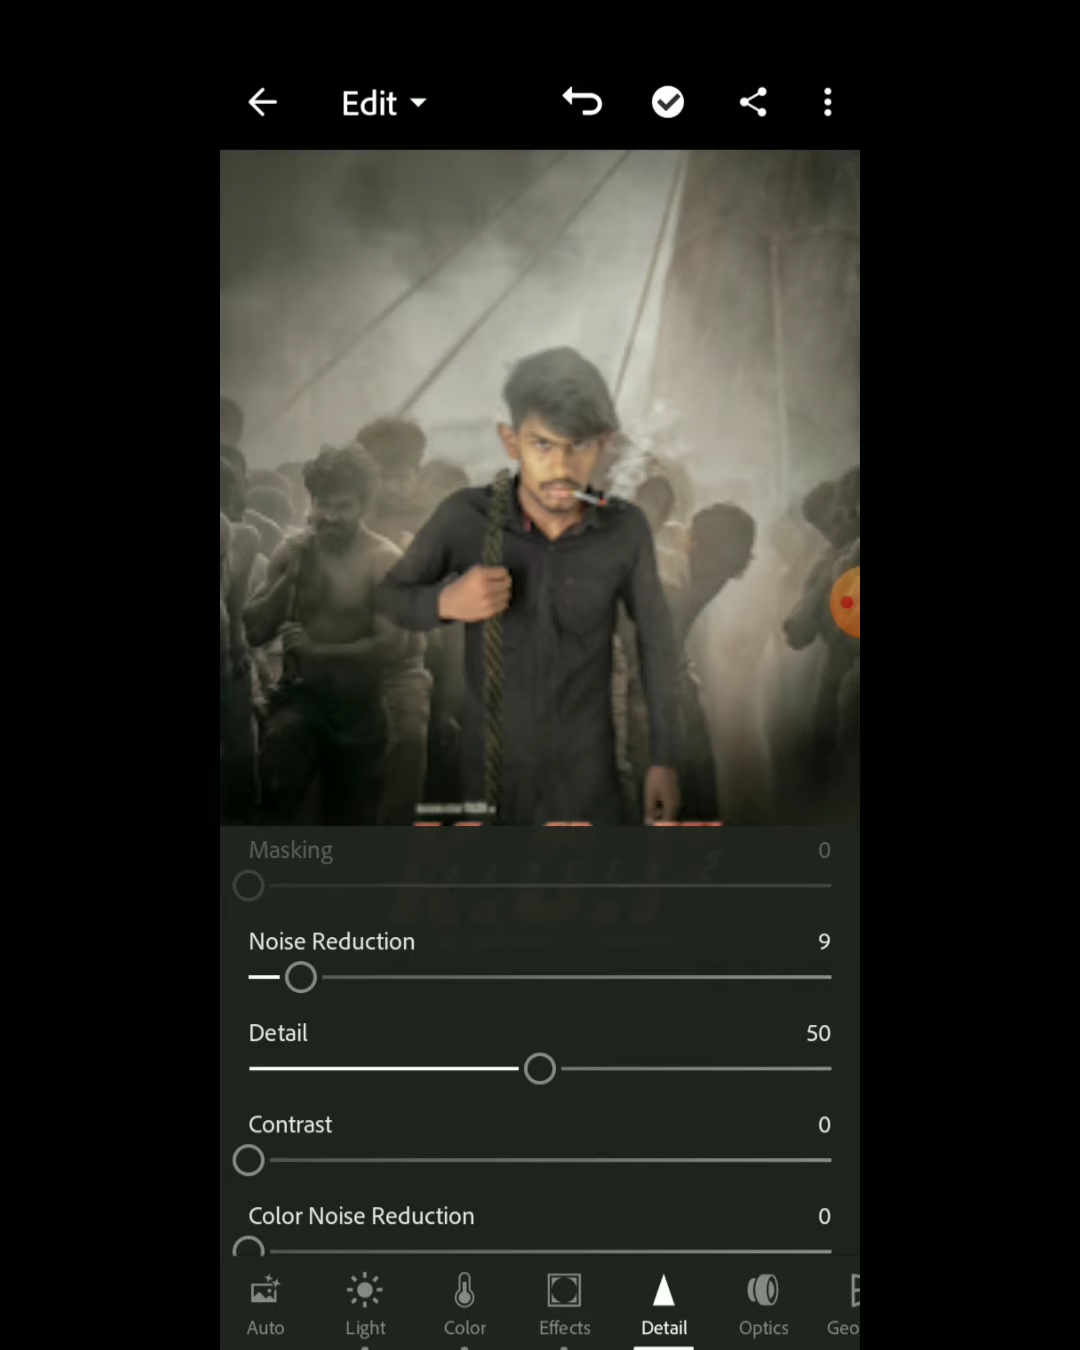 Edit
Masking 0
Noise Reduction 9
Detail 50
Contrast 0
Color Noise Reduction 0
Auto Light Color Effects Detail Optics Geo